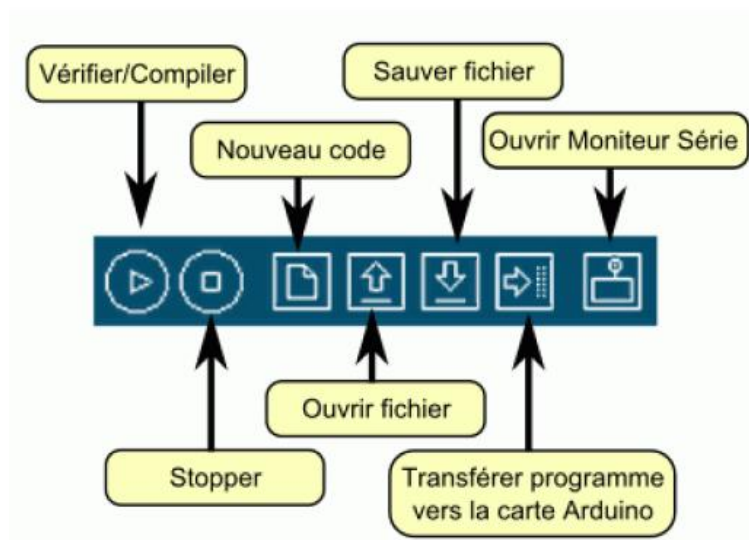 Vérifier/Compiler
Sauver fichier
Nouveau code
Ouvrir Moniteur Série
Ouvrir fichier
Stopper
Transférer programme
vers la carte Arduino